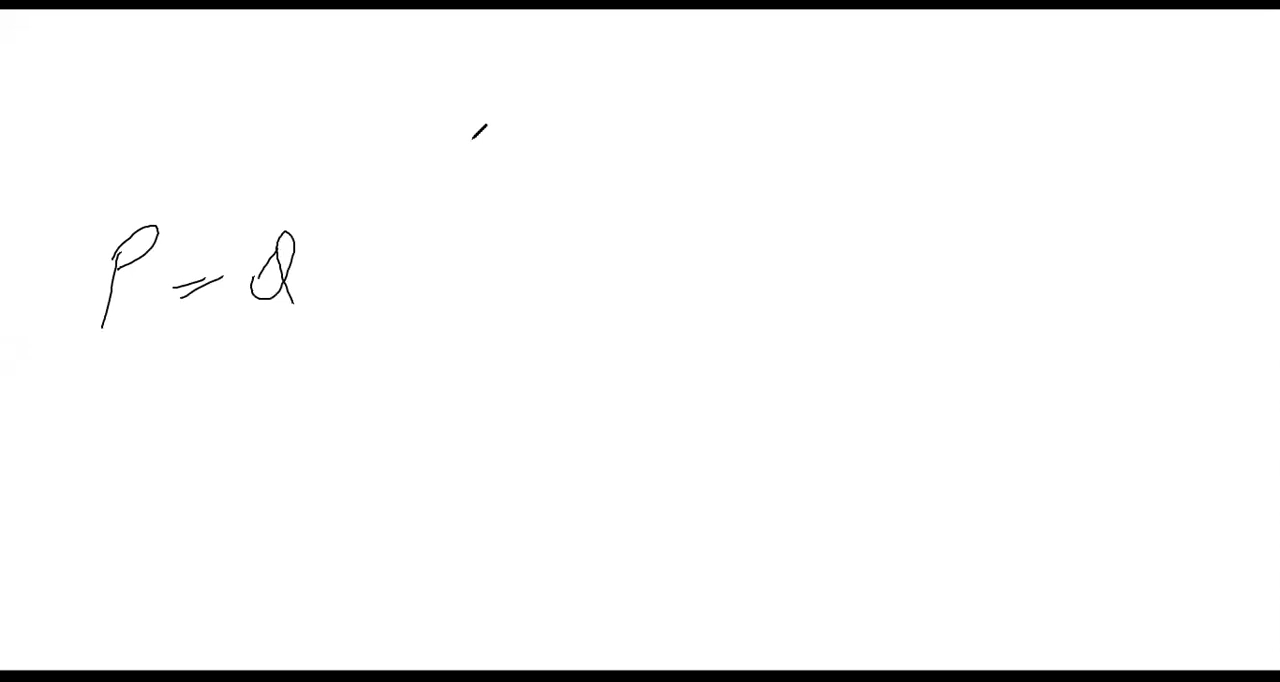 P = Q